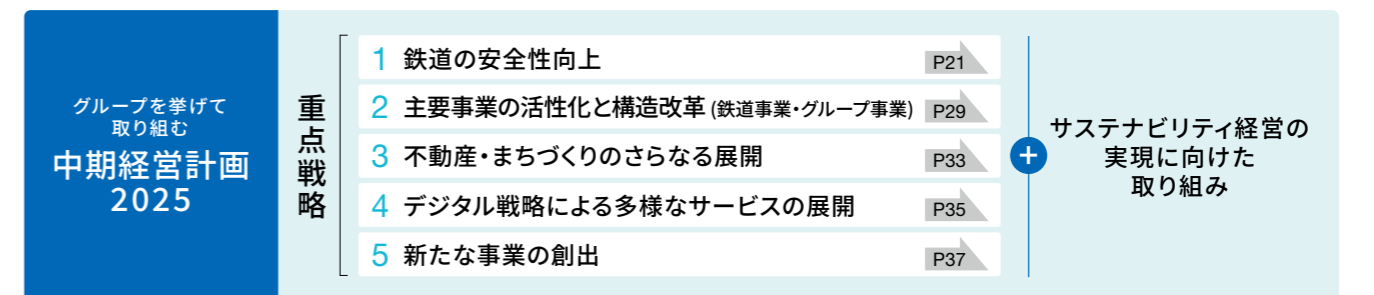 グループを挙げて
取り組む
中期経営計画
2025
重点戦略
1 鉄道の安全性向上 P21
2 主要事業の活性化と構造改革 (鉄道事業・グループ事業) P29
3 不動産・まちづくりのさらなる展開 P33
4 デジタル戦略による多様なサービスの展開 P35
5 新たな事業の創出 P37
+
サステナビリティ経営の
実現に向けた
取り組み